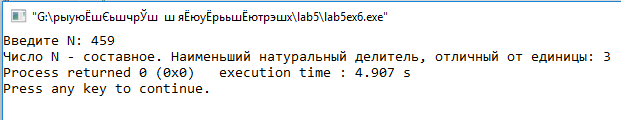 "G:\рыуюЁшЄьшчрЎш  ш яЁюуЁрььшЁютрэшх\lab5\lab5ex6.exe"
Введите N: 459
Число N - составное. Наименьший натуральный делитель, отличный от единицы: 3
Process returned 0 (0x0)   execution time : 4.907 s
Press any key to continue.